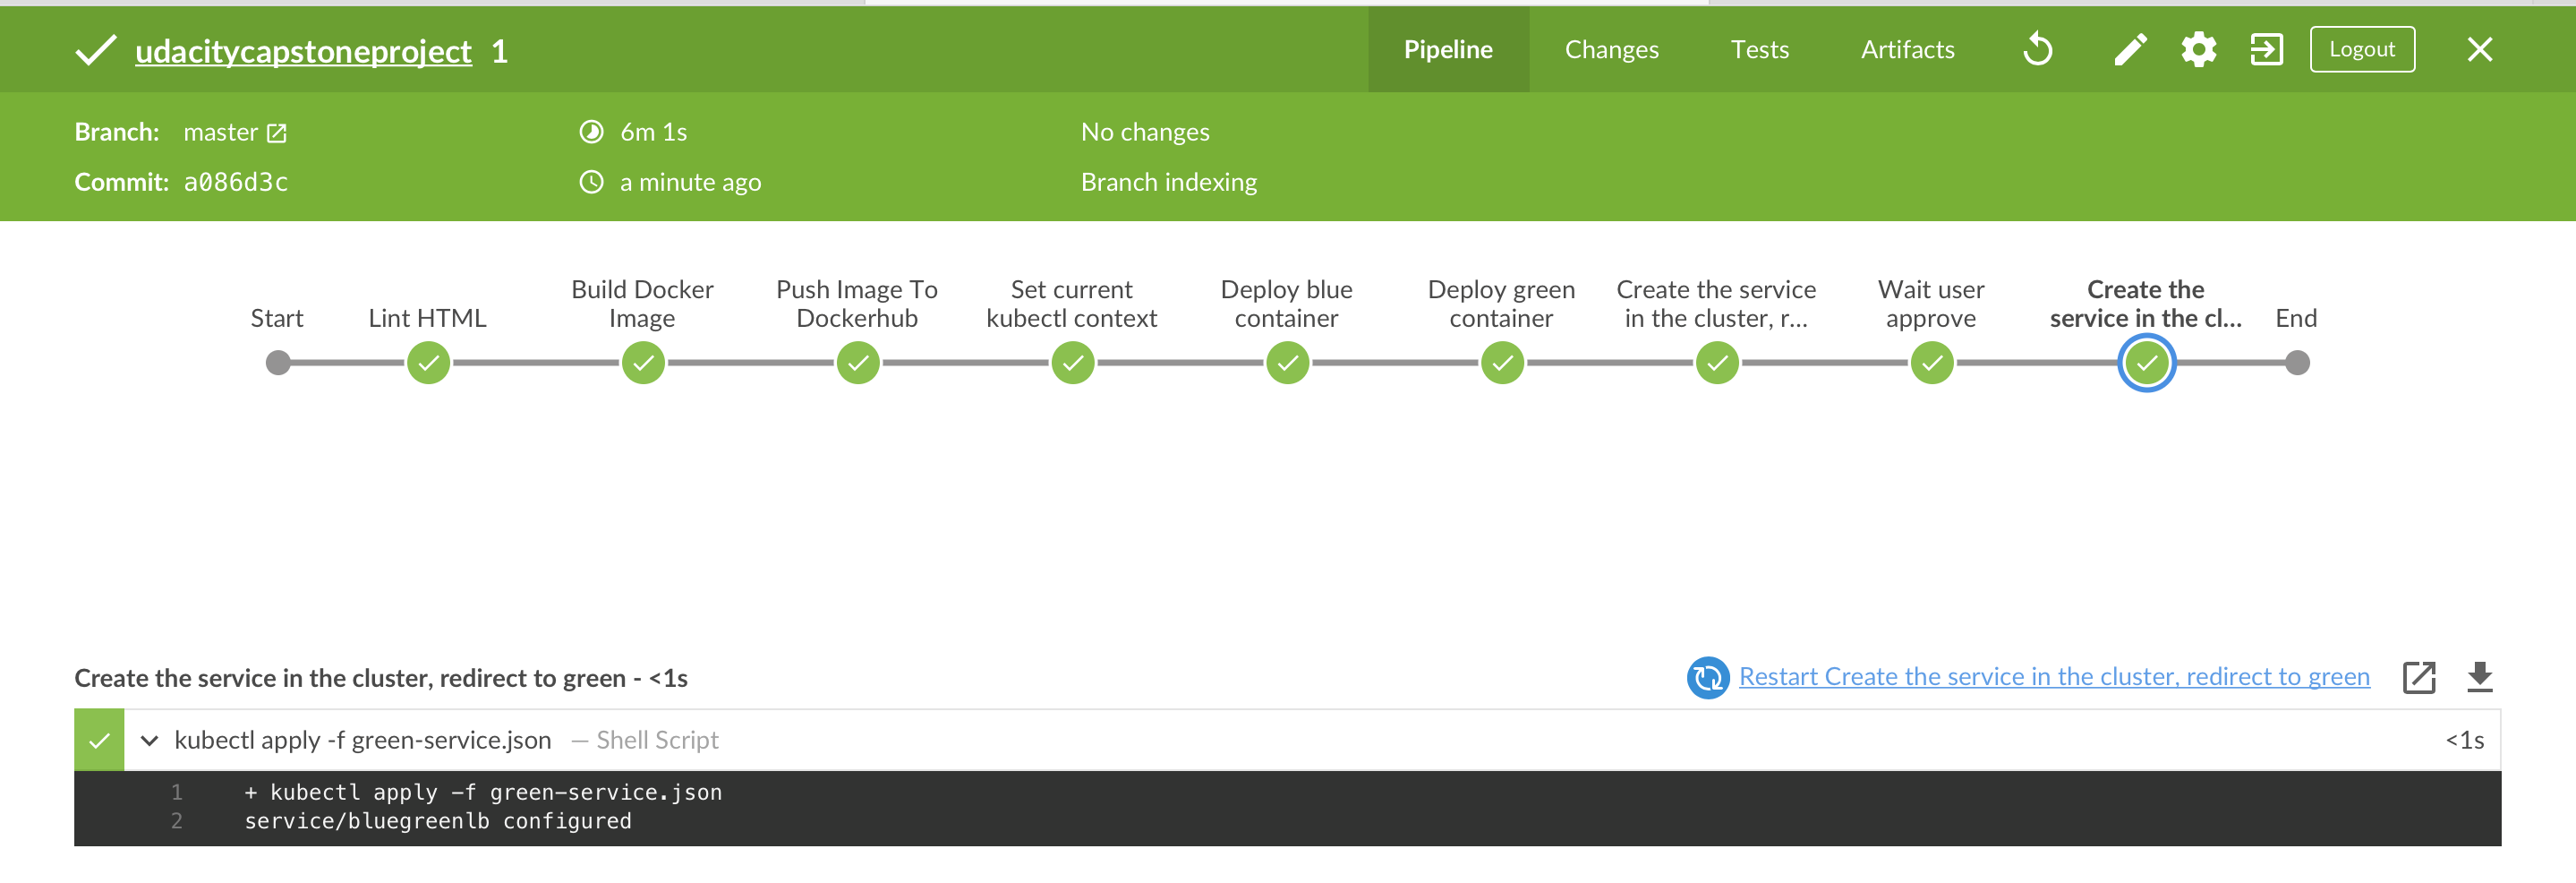 udacitycapstoneproject 1
Pipeline Changes Tests Artifacts Logout
Branch: master 6m 1s No changes
Commit: a086d3c a minute ago Branch indexing
Start
Lint HTML
Build Docker
Image
Push Image To
Dockerhub
Set current
kubectl context
Deploy blue
container
Deploy green
container
Create the service
in the cluster, r...
Wait user
approve
Create the
service in the cl...
End
Create the service in the cluster, redirect to green - <1s
Restart Create the service in the cluster, redirect to green
kubectl apply -f green-service.json — Shell Script <1s
1 + kubectl apply -f green-service.json
2 service/bluegreenlb configured